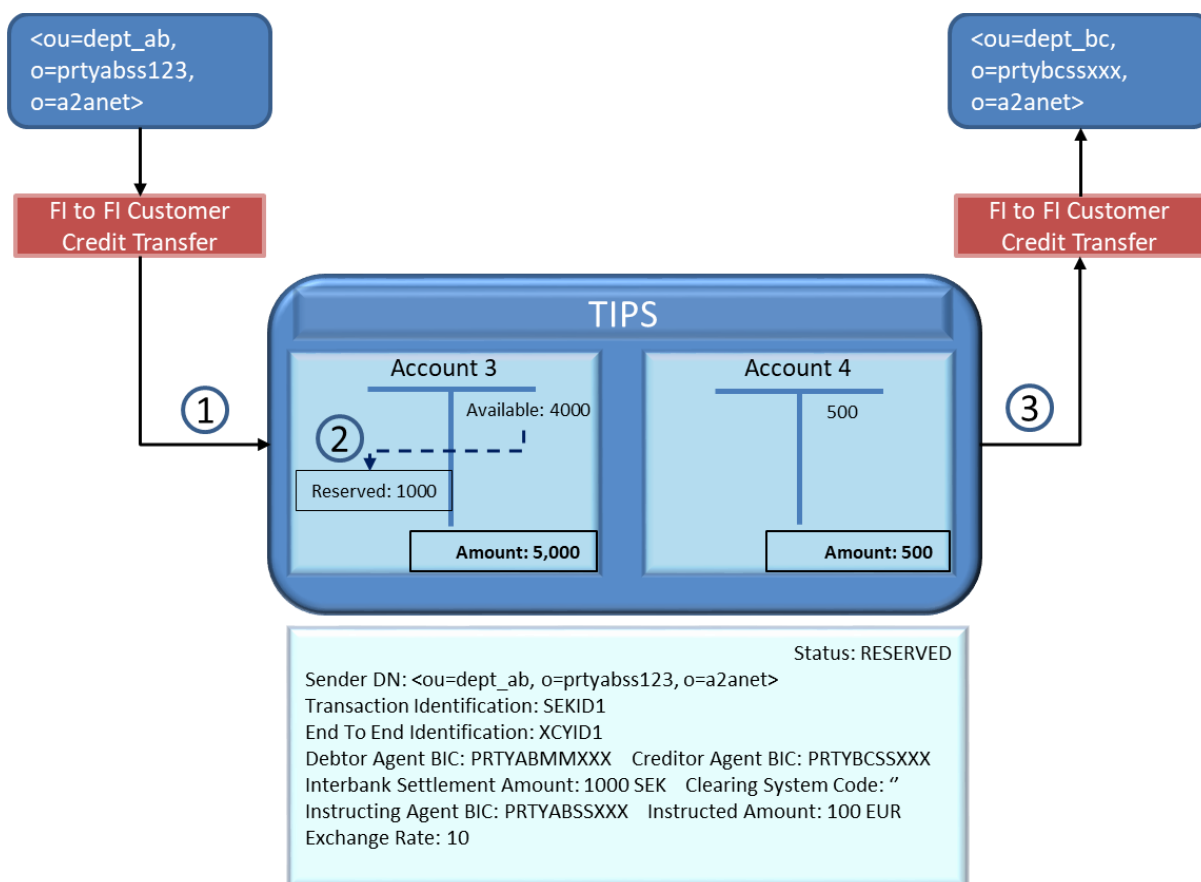 <ou=dept_ab,
o=prtyabss123,
o=a2anet>
<ou=dept_bc,
o=prtybcssxxx,
o=a2anet>
FI to FI Customer
Credit Transfer
FI to FI Customer
Credit Transfer
TIPS
1
Account 3
Available: 4000
2
Reserved: 1000
Amount: 5,000
Account 4
500
Amount: 500
3
Status: RESERVED
Sender DN: <ou=dept_ab, o=prtyabss123, o=a2anet>
Transaction Identification: SEKID1
End To End Identification: XCYID1
Debtor Agent BIC: PRTYABMMXXX Creditor Agent BIC: PRTYBCSSXXX
Interbank Settlement Amount: 1000 SEK Clearing System Code: ‘’
Instructing Agent BIC: PRTYABSSXXX Instructed Amount: 100 EUR
Exchange Rate: 10